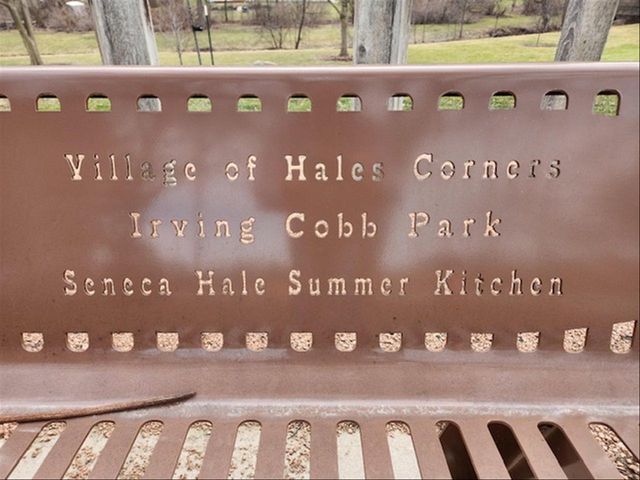 Village of Hales Corners
Irving Cobb Park
Seneca Hale Summer Kitchen